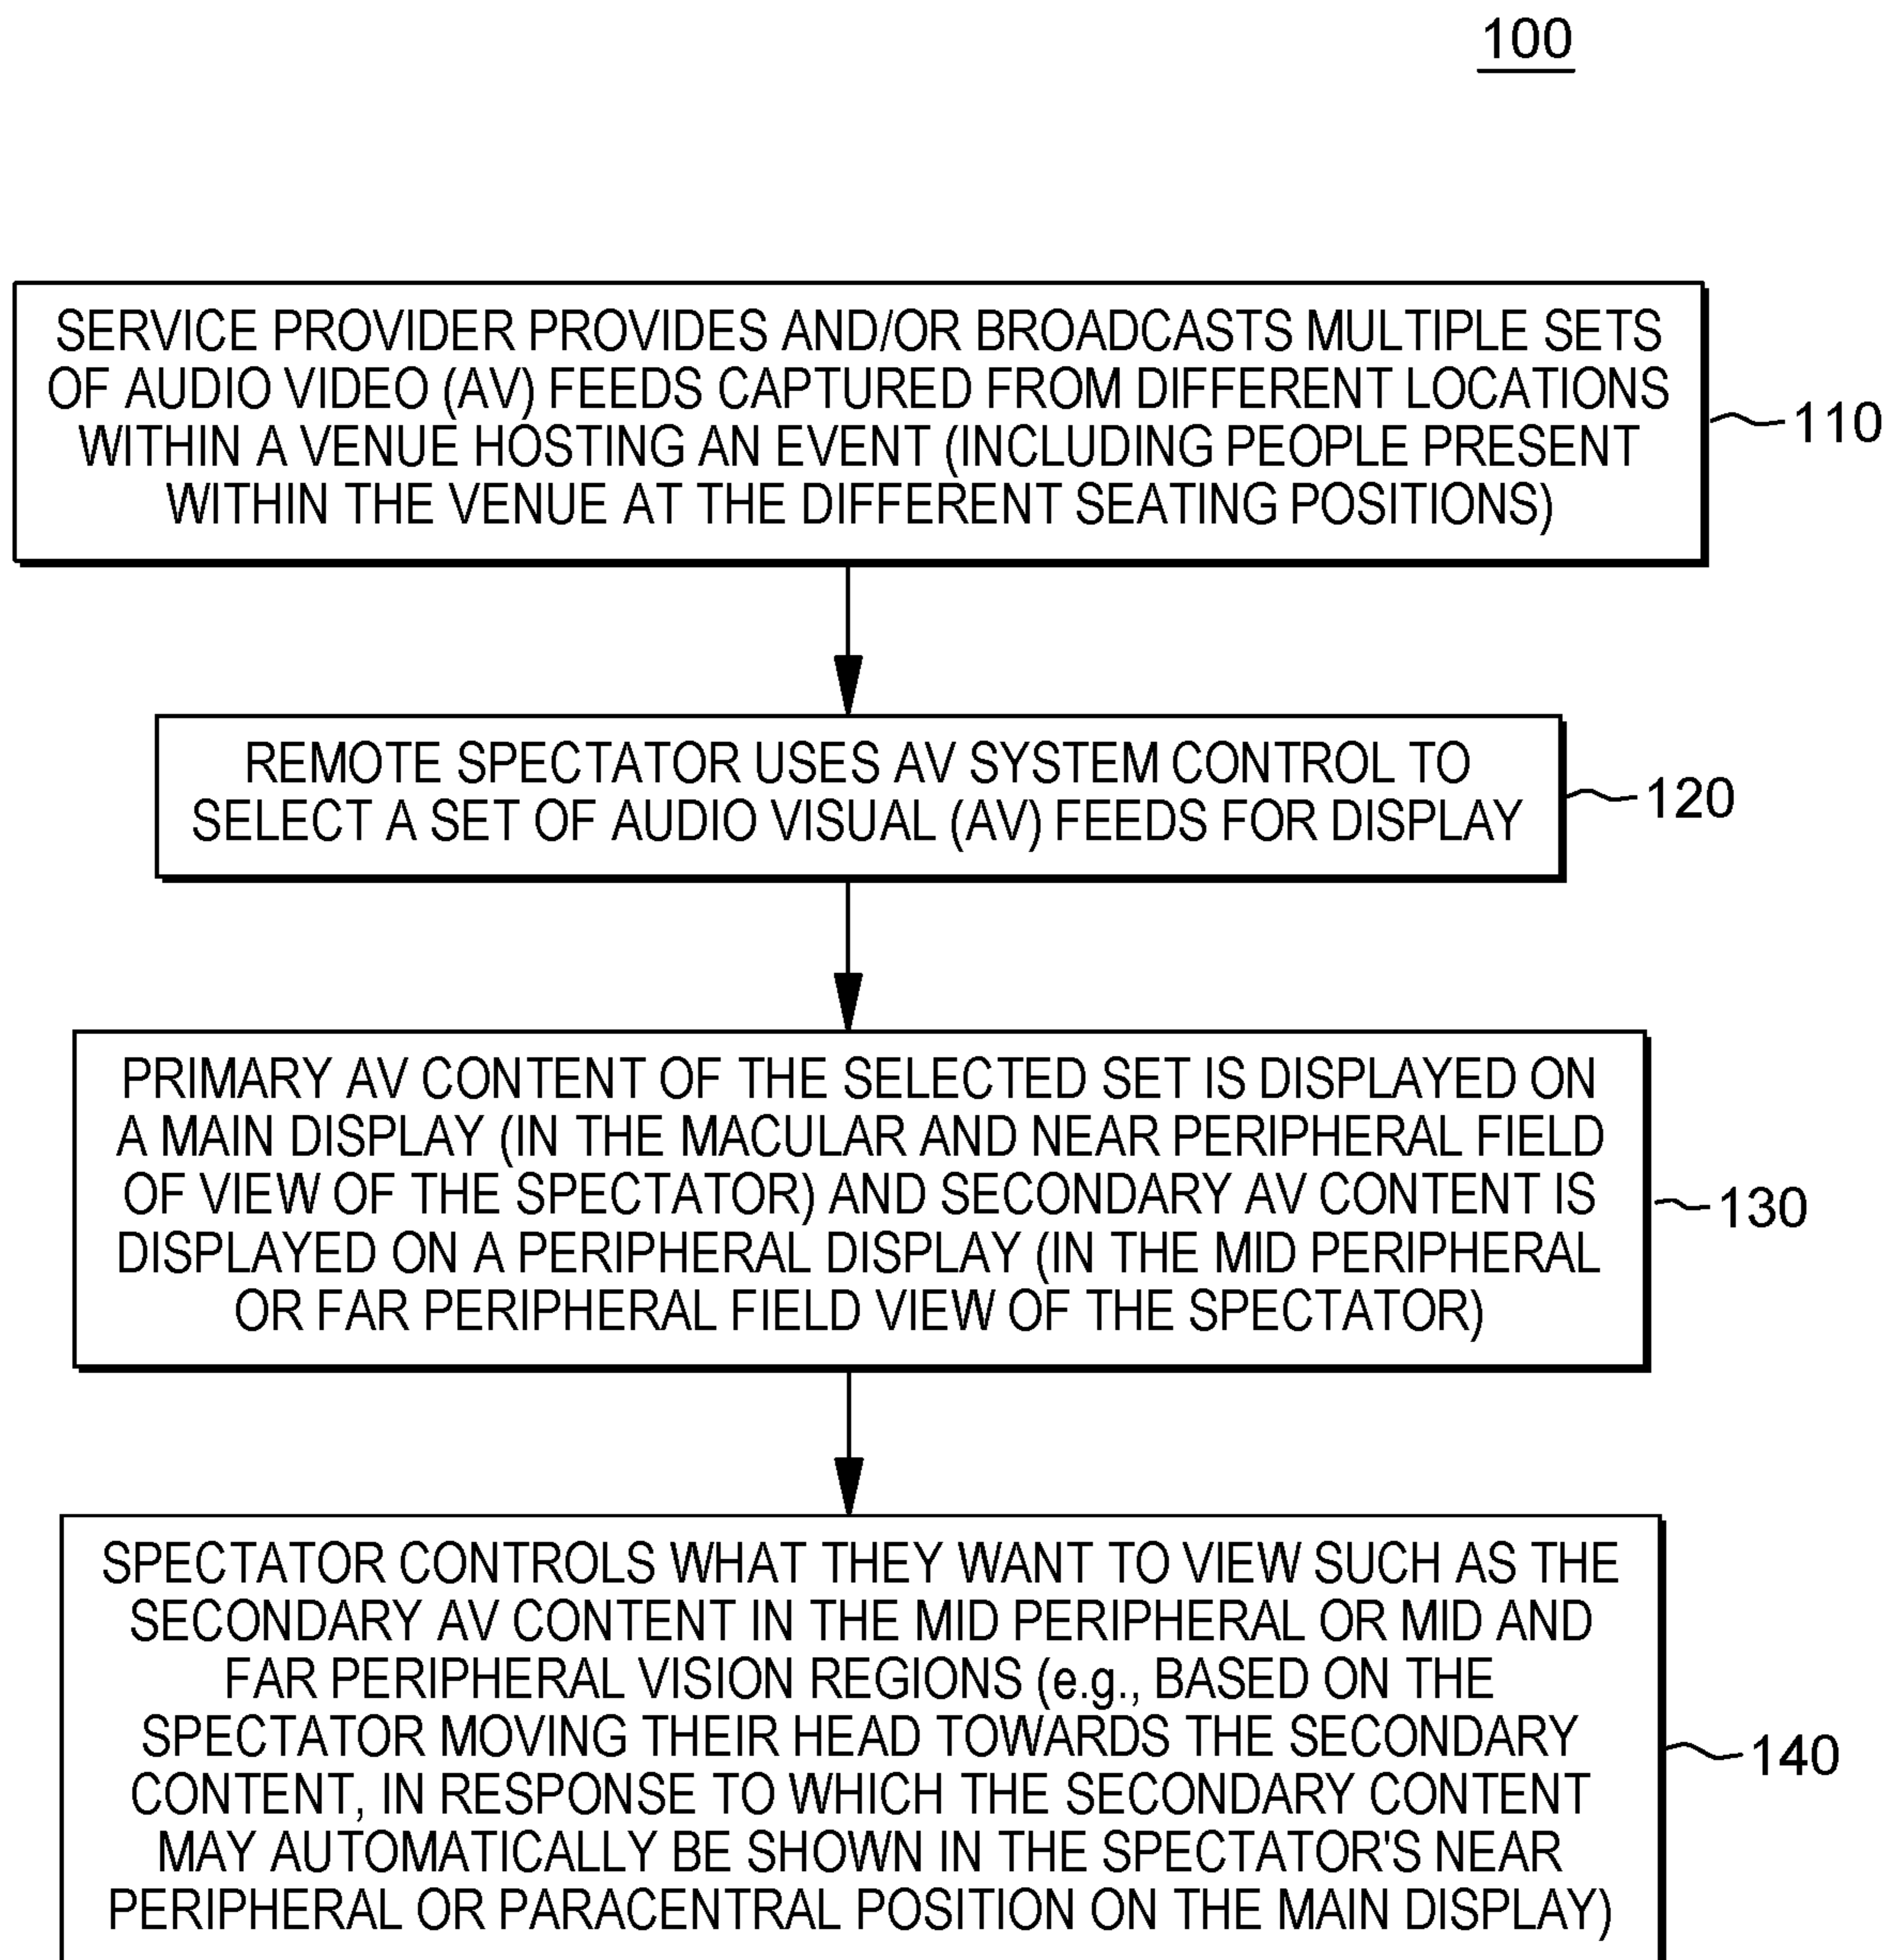 100
SERVICE PROVIDER PROVIDES AND/OR BROADCASTS MULTIPLE SETS
OF AUDIO VIDEO (AV) FEEDS CAPTURED FROM DIFFERENT LOCATIONS
WITHIN A VENUE HOSTING AN EVENT (INCLUDING PEOPLE PRESENT
WITHIN THE VENUE AT THE DIFFERENT SEATING POSITIONS)
110
REMOTE SPECTATOR USES AV SYSTEM CONTROL TO
SELECT A SET OF AUDIO VISUAL (AV) FEEDS FOR DISPLAY
120
PRIMARY AV CONTENT OF THE SELECTED SET IS DISPLAYED ON
A MAIN DISPLAY (IN THE MACULAR AND NEAR PERIPHERAL FIELD
OF VIEW OF THE SPECTATOR) AND SECONDARY AV CONTENT IS
DISPLAYED ON A PERIPHERAL DISPLAY (IN THE MID PERIPHERAL
OR FAR PERIPHERAL FIELD VIEW OF THE SPECTATOR)
130
SPECTATOR CONTROLS WHAT THEY WANT TO VIEW SUCH AS THE
SECONDARY AV CONTENT IN THE MID PERIPHERAL OR MID AND
FAR PERIPHERAL VISION REGIONS (e.g., BASED ON THE
SPECTATOR MOVING THEIR HEAD TOWARDS THE SECONDARY
CONTENT, IN RESPONSE TO WHICH THE SECONDARY CONTENT
MAY AUTOMATICALLY BE SHOWN IN THE SPECTATOR'S NEAR
PERIPHERAL OR PARACENTRAL POSITION ON THE MAIN DISPLAY)
140